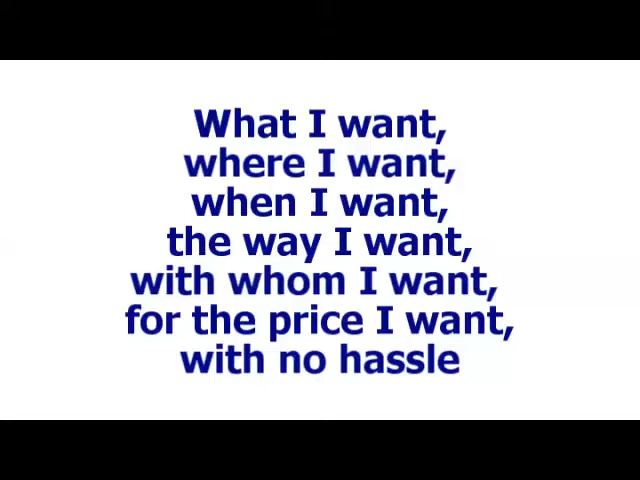 What I want,
where I want,
when I want,
the way I want,
with whom I want,
for the price I want,
with no hassle